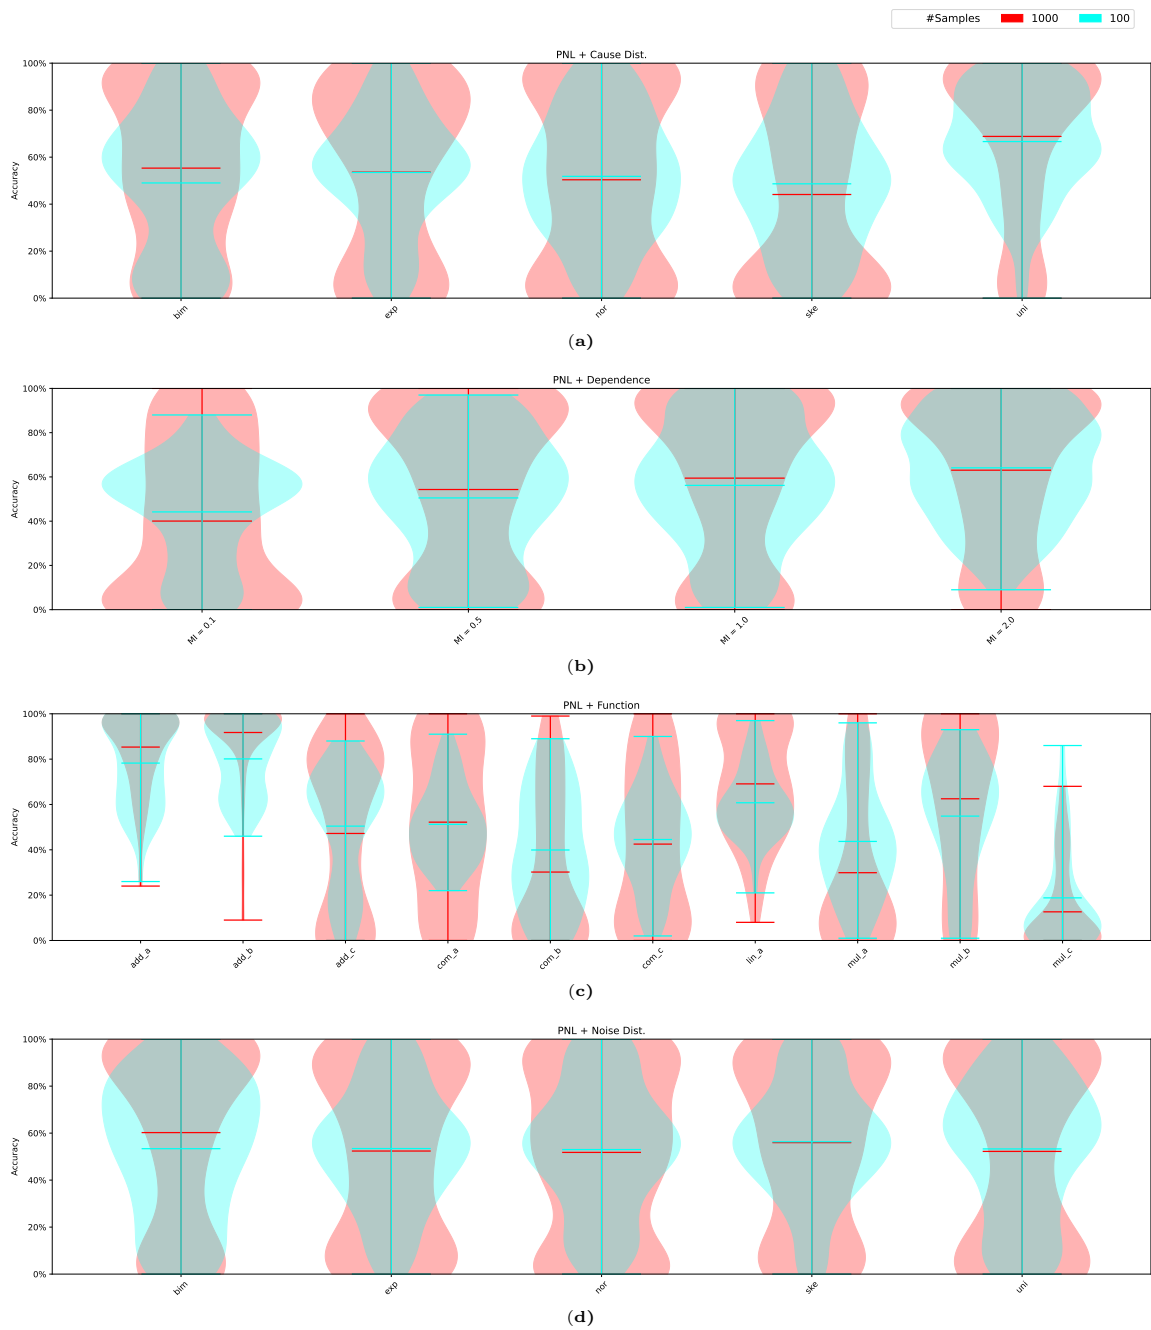 #Samples 1000 100
PNL + Cause Dist.
100%
80%
60%
40%
20%
0%
Accuracy
bim exp nor ske uni
(a)
PNL + Dependence
100%
80%
60%
40%
20%
0%
Accuracy
MI = 0.1 MI = 0.5 MI = 1.0 MI = 2.0
(b)
PNL + Function
100%
80%
60%
40%
20%
0%
Accuracy
add_a add_b add_c com_a com_b com_c lin_a mul_a mul_b mul_c
(c)
PNL + Noise Dist.
100%
80%
60%
40%
20%
0%
Accuracy
bim exp nor ske uni
(d)